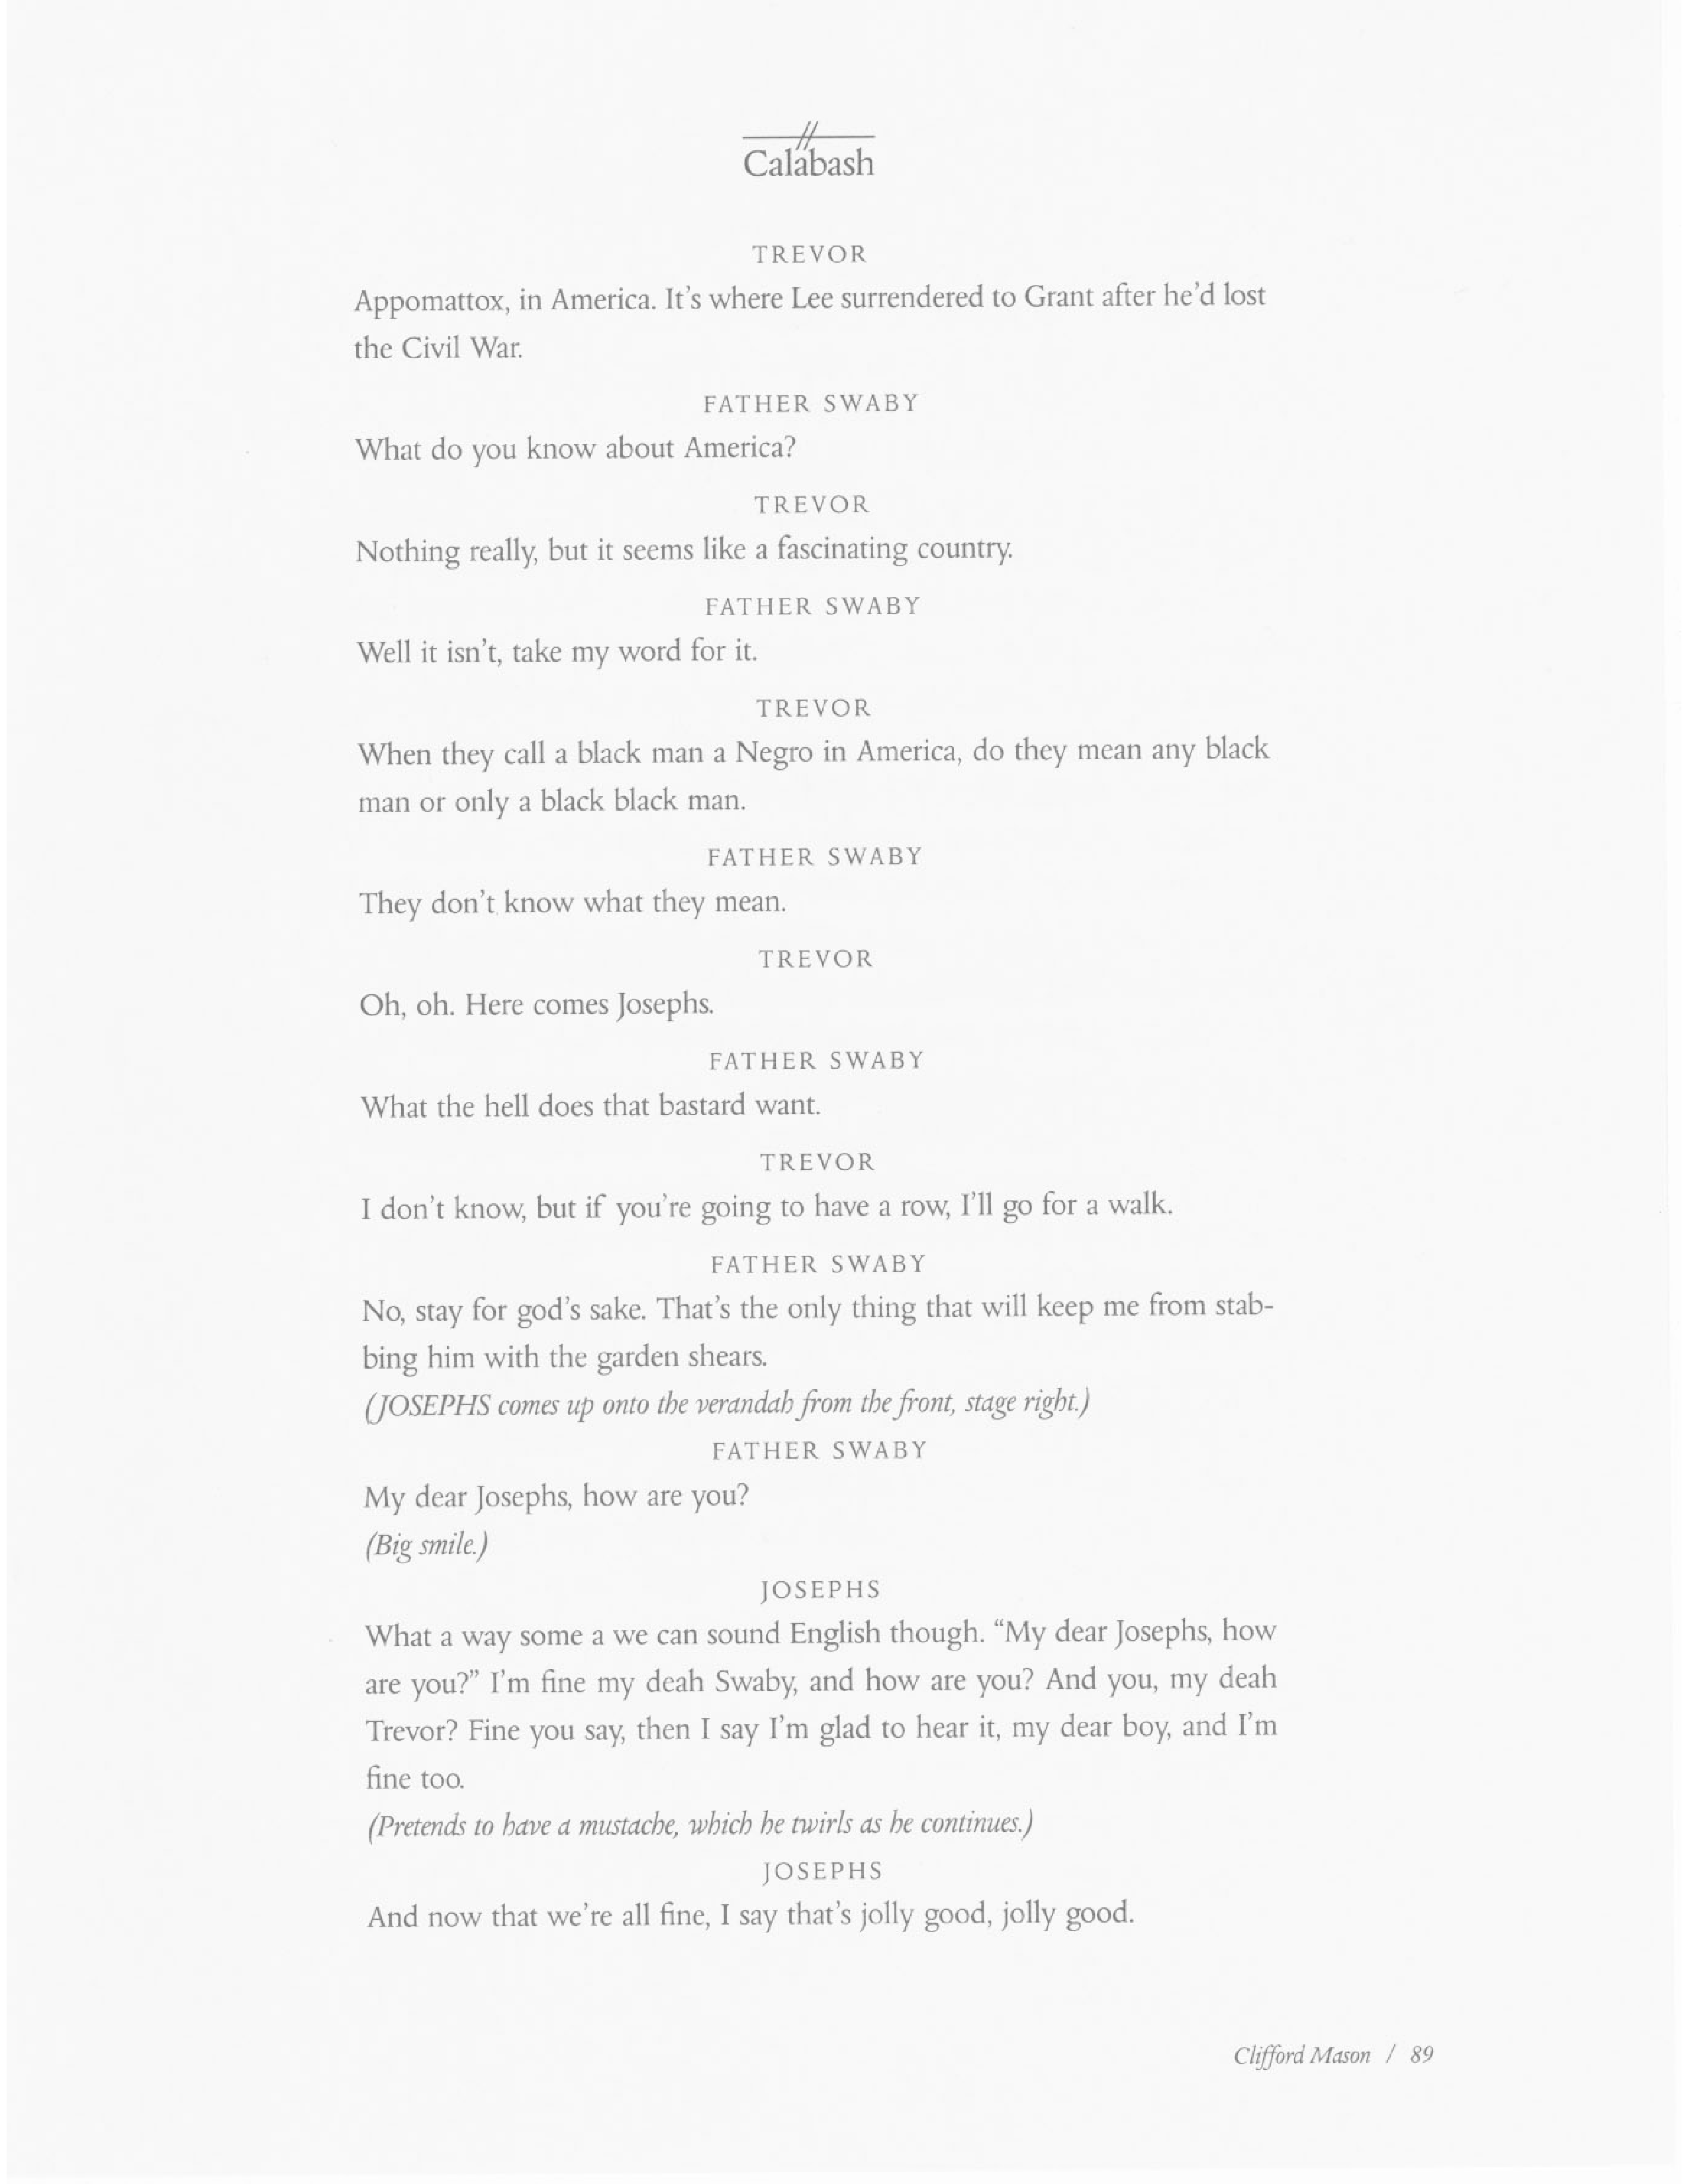 Calabash
TREVOR
Appomattox, in America. It's where Lee surrendered to Grant after he'd lost
the Civil War.
FATHER SWABY
What do you know about America?
TREVOR
Nothing really, but it seems like a fascinating country.
FATHER SWABY
Well it isn't, take my word for it.
TREVOR
When they call a black man a Negro in America, do they mean any black
man or only a black black man.
FATHER SWABY
They don't know what they mean.
TREVOR
Oh, oh. Here comes Josephs.
FATHER SWABY
What the hell does that bastard want.
TREVOR
I don't know, but if you're going to have a row, I'll go for a walk.
FATHER SWABY
No, stay for god's sake. That's the only thing that will keep me from stab-
bing him with the garden shears.
(JOSEPHS comes up onto the verandah from the front, stage right.)
FATHER SWABY
My dear Josephs, how are you?
(Big smile.)
JOSEPHS
What a way some a we can sound English though. “My dear Josephs, how
are you?” I'm fine my deah Swaby, and how are you? And you, my deah
Trevor? Fine you say, then I say I'm glad to hear it, my dear boy, and I'm
fine too.
(Pretends to have a mustache, which he twirls as he continues.)
JOSEPHS
And now that we're all fine, I say that's jolly good, jolly good.
Clifford Mason / 89